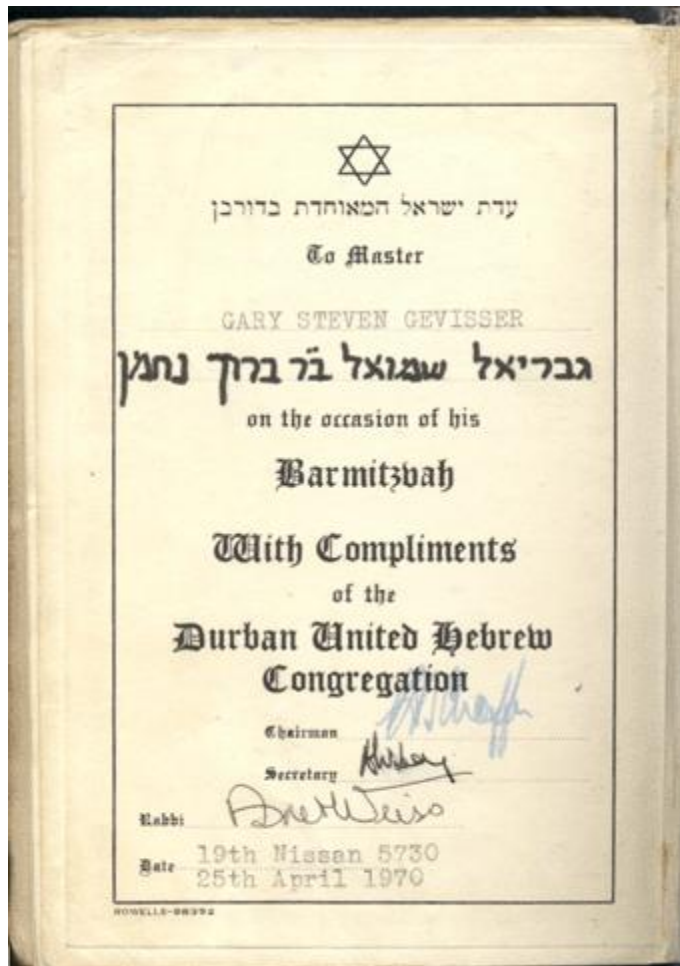 עדת ישראל המאוחדת בדורבן
To Master
GARY STEVEN GEVISSER
גבריאל שמואל ב״ר ברוך נחמן
on the occasion of his
Barmitzvah
With Compliments
of the
Durban United Hebrew
Congregation
Chairman
Secretary
Rabbi
Date 19th Nissan 5730
25th April 1970